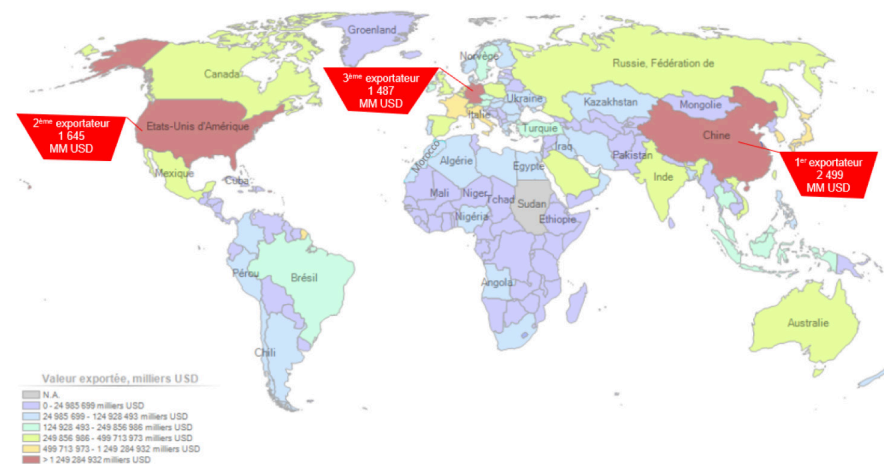 Groenland
Norvège
Russie, Fédération de
Canada
3ème exportateur
1 487
MM USD
Ukraine
Kazakhstan
Mongolie
2ème exportateur
1 645
MM USD
Etats-Unis d'Amérique
Italie
Turquie
Chine
Morocco
Algérie
Egypte
Iraq
Pakistan
1er exportateur
2 499
MM USD
Mexique
Cuba
Inde
Mali
Niger
Tchad
Sudan
Nigéria
Ethiopie
Pérou
Brésil
Angola
Australie
Chili
Valeur exportée, milliers USD
N.A.
0 - 24 985 699 milliers USD
24 985 699 - 124 928 493 milliers USD
124 928 493 - 249 856 986 milliers USD
249 856 986 - 499 713 973 milliers USD
499 713 973 - 1 249 284 932 milliers USD
> 1 249 284 932 milliers USD